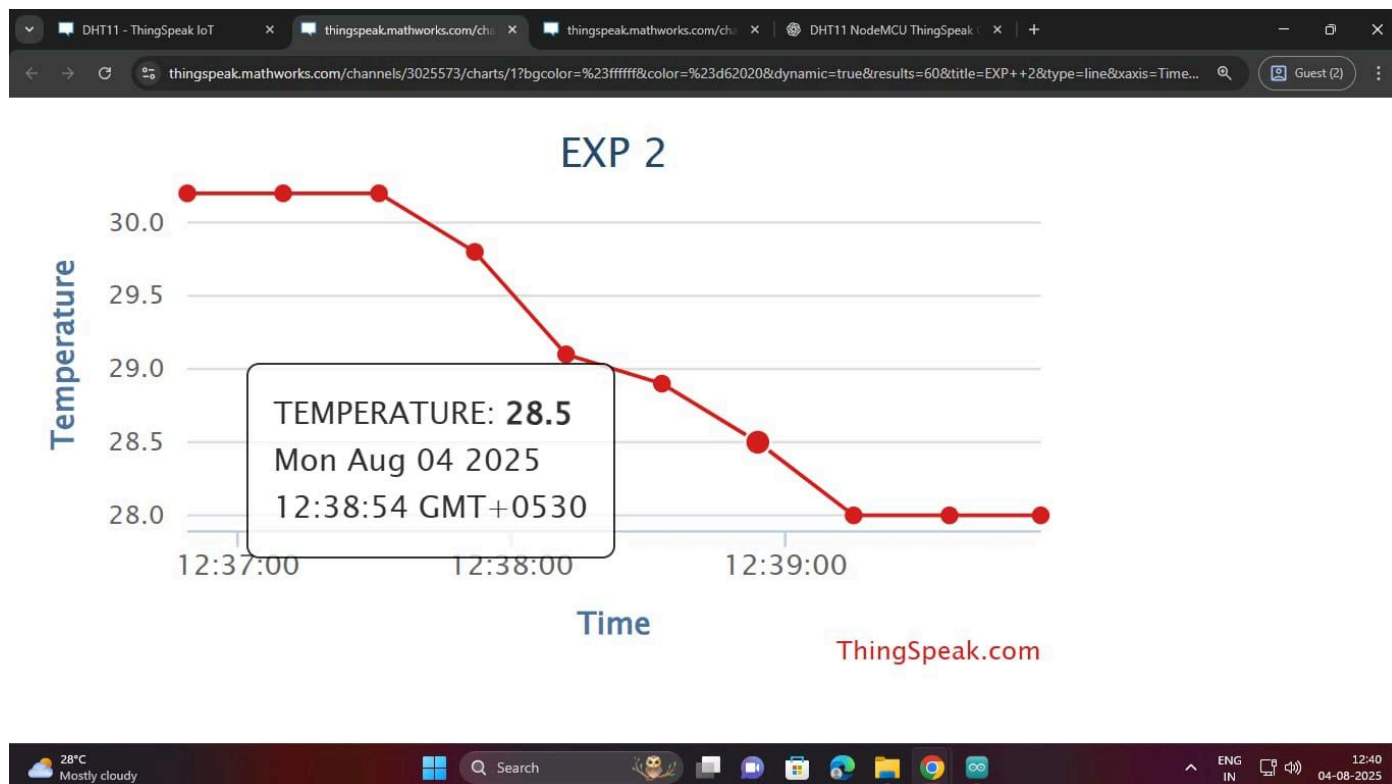 DHT11 - ThingSpeak IoT
thingspeak.mathworks.com/cha
thingspeak.mathworks.com/cha
DHT11 NodeMCU ThingSpeak
thingspeak.mathworks.com/channels/3025573/charts/1?bgcolor=%23ffffff&color=%23d62020&dynamic=true&results=60&title=EXP++2&type=line&xaxis=Time...
Guest (2)
EXP 2
Temperature
30.0
29.5
29.0
28.5
28.0
TEMPERATURE: 28.5
Mon Aug 04 2025
12:38:54 GMT+0530
12:37:00
12:38:00
12:39:00
Time
ThingSpeak.com
28°C
Mostly cloudy
Search
ENG
IN
12:40
04-08-2025